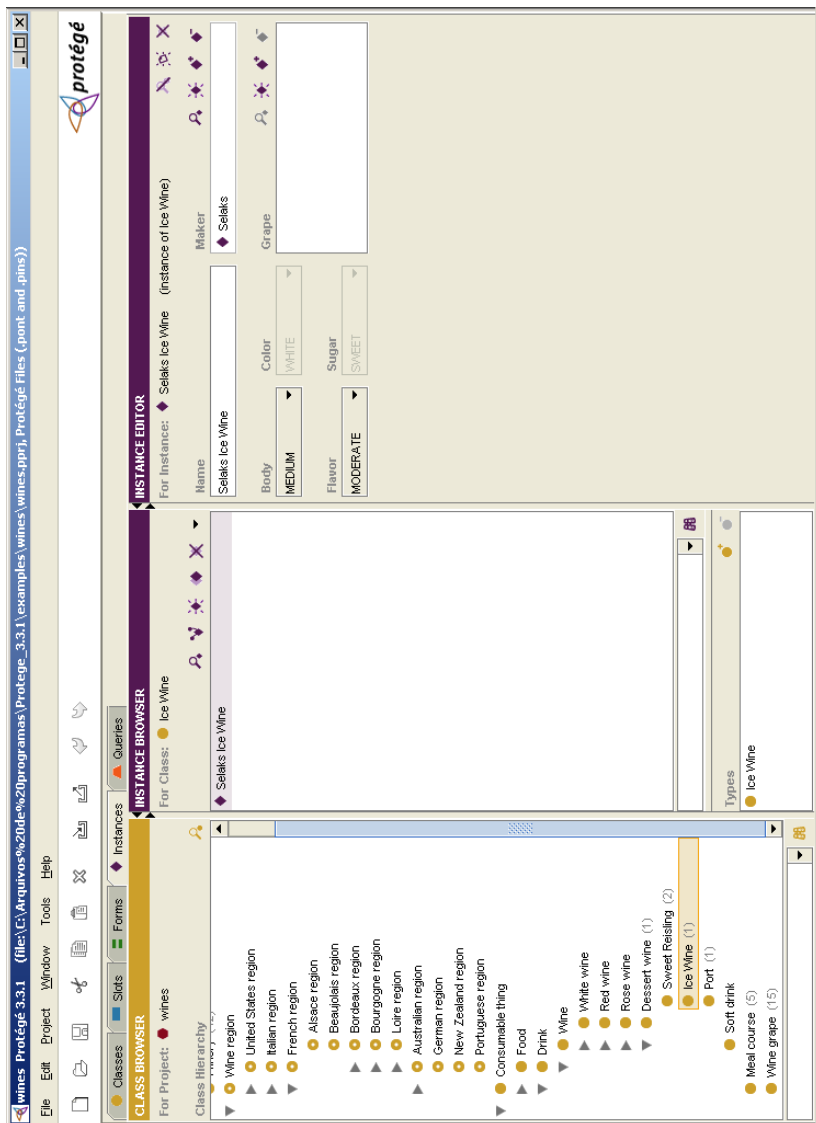 wines Protégé 3.3.1 (file:\C:\Arquivos%20de%20programas\Protege_3.3.1\examples\wines\wines.pprj, Protégé Files (.pont and .pins))
File Edit Project Window Tools Help
protégé
Classes Slots Forms Instances Queries
CLASS BROWSER
For Project: wines
Class Hierarchy
Wine region
United States region
Italian region
French region
Alsace region
Beaujolais region
Bordeaux region
Bourgogne region
Loire region
Australian region
German region
New Zealand region
Portuguese region
Consumable thing
Food
Drink
Wine
White wine
Red wine
Rose wine
Dessert wine (1)
Sweet Reisling (2)
Ice Wine (1)
Port (1)
Soft drink
Meal course (5)
Wine grape (15)
INSTANCE BROWSER
For Class: Ice Wine
Selaks Ice Wine
Types
Ice Wine
INSTANCE EDITOR
For Instance: Selaks Ice Wine (instance of Ice Wine)
Name
Selaks Ice Wine
Maker
Selaks
Body
MEDIUM
Color
WHITE
Grape
Flavor
MODERATE
Sugar
SWEET